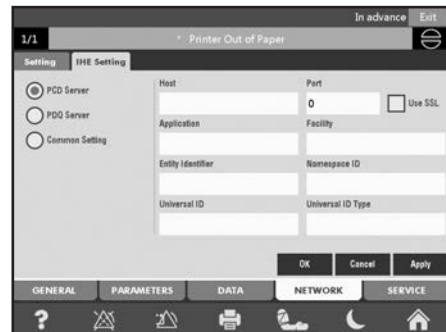 In advance Exit
1/1 * Printer Out of Paper
Setting IHE Setting
PCD Server
PDQ Server
Common Setting
Host Port
0 Use SSL
Application Facility
Entity Identifier Namespace ID
Universal ID Universal ID Type
OK Cancel Apply
GENERAL PARAMETERS DATA NETWORK SERVICE
?